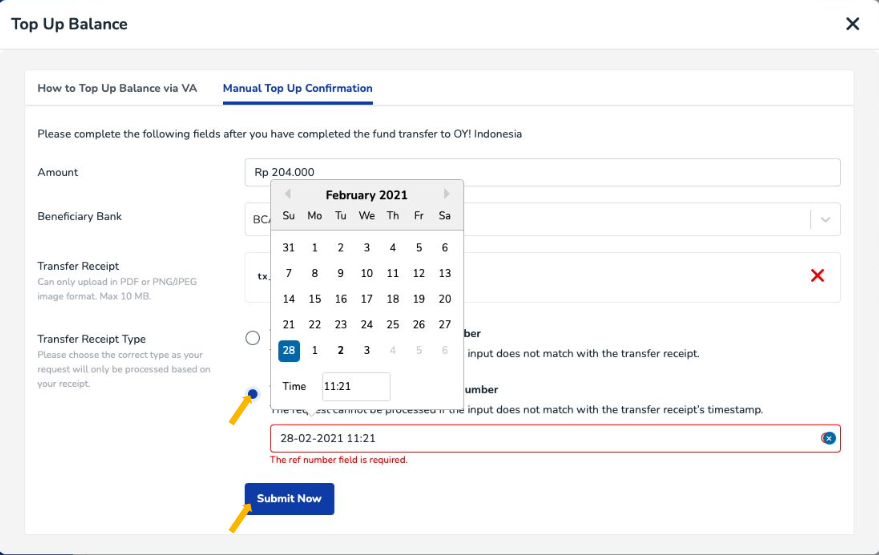 Top Up Balance
How to Top Up Balance via VA
Manual Top Up Confirmation
Please complete the following fields after you have completed the fund transfer to OY! Indonesia
Amount
Rp 204.000
Beneficiary Bank
Transfer Receipt
Can only upload in PDF or PNG/JPEG
image format. Max 10 MB.
Transfer Receipt Type
Please choose the correct type as your
request will only be processed based on
your receipt.
February 2021
Su Mo Tu We Th Fr Sa
31 1 2 3 4 5 6
7 8 9 10 11 12 13
14 15 16 17 18 19 20
21 22 23 24 25 26 27
28 1 2 3 4 5 6
Time 11:21
input does not match with the transfer receipt.
The request cannot be processed if the input does not match with the transfer receipt's timestamp.
28-02-2021 11:21
The ref number field is required.
Submit Now